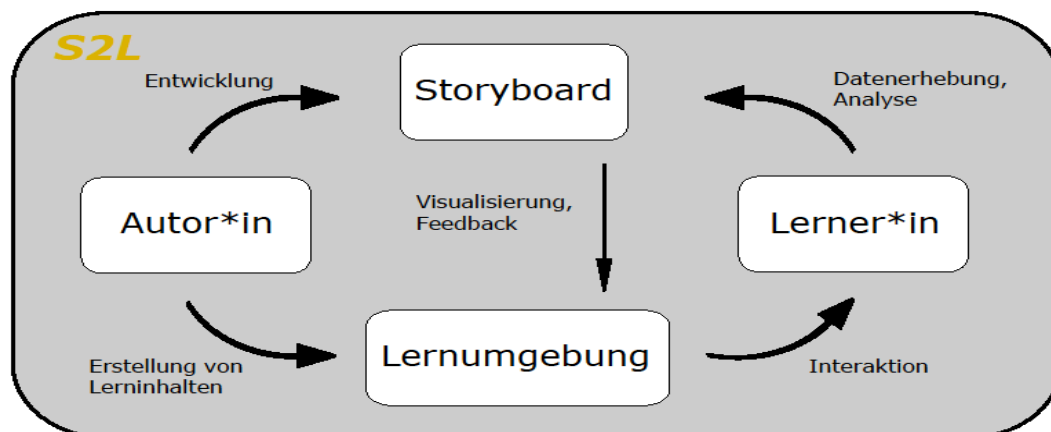 S2L
Entwicklung
Storyboard
Datenerhebung,
Analyse
Autor*in
Visualisierung,
Feedback
Lerner*in
Erstellung von
Lerninhalten
Lernumgebung
Interaktion